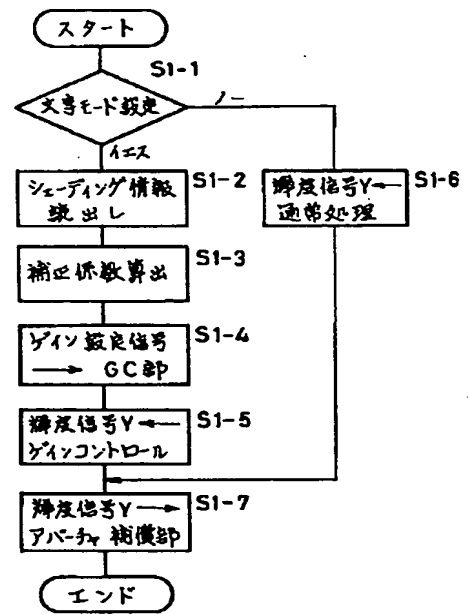 スタート
S1-1
文字モード設定
ノー
イエス
シェーディング情報
読出し
S1-2
輝度信号Y←
通常処理
S1-6
補正係数算出
S1-3
ゲイン設定信号
→ GC部
S1-4
輝度信号Y←
ゲインコントロール
S1-5
輝度信号Y→
アパーチャ補償部
S1-7
エンド